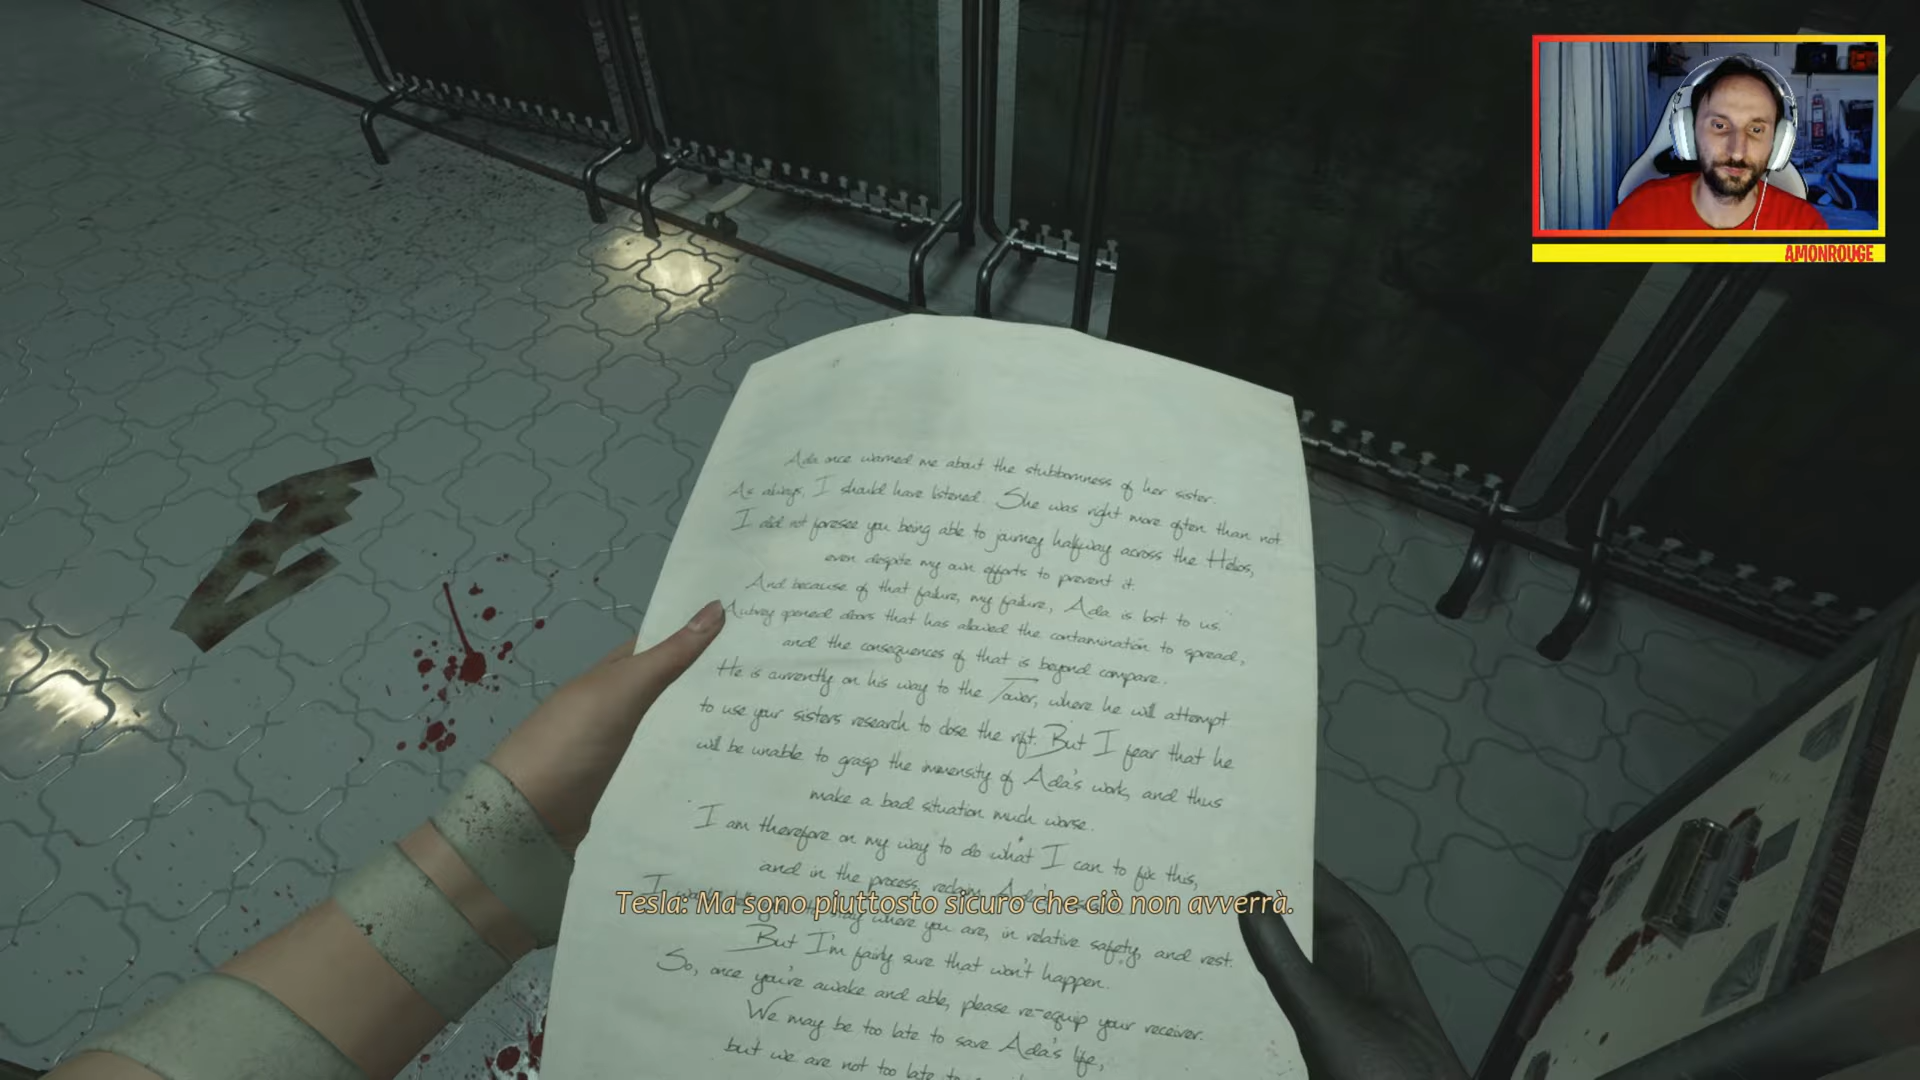 AMONROUGE
Ada once warned me about the stubbornness of her sister.
As always, I should have listened. She was right more often than not.
I did not foresee you being able to journey halfway across the Helios,
even despite my own efforts to prevent it.
And because of that failure, my failure, Ada is lost to us.
Aubrey opened doors that has allowed the contamination to spread,
and the consequences of that is beyond compare.
He is currently on his way to the Tower, where he will attempt
to use your sisters research to close the rift. But I fear that he
will be unable to grasp the immensity of Ada's work, and thus
make a bad situation much worse.
I am therefore on my way to do what I can to fix this,
and in the process, reclaim Ada's
Tesla: Ma sono piuttosto sicuro che ciò non avverrà.
I stay where you are, in relative safety, and rest.
But I'm fairly sure that won't happen.
So, once you're awake and able, please re-equip your receiver.
We may be too late to save Ada's life,
but we are not too late to